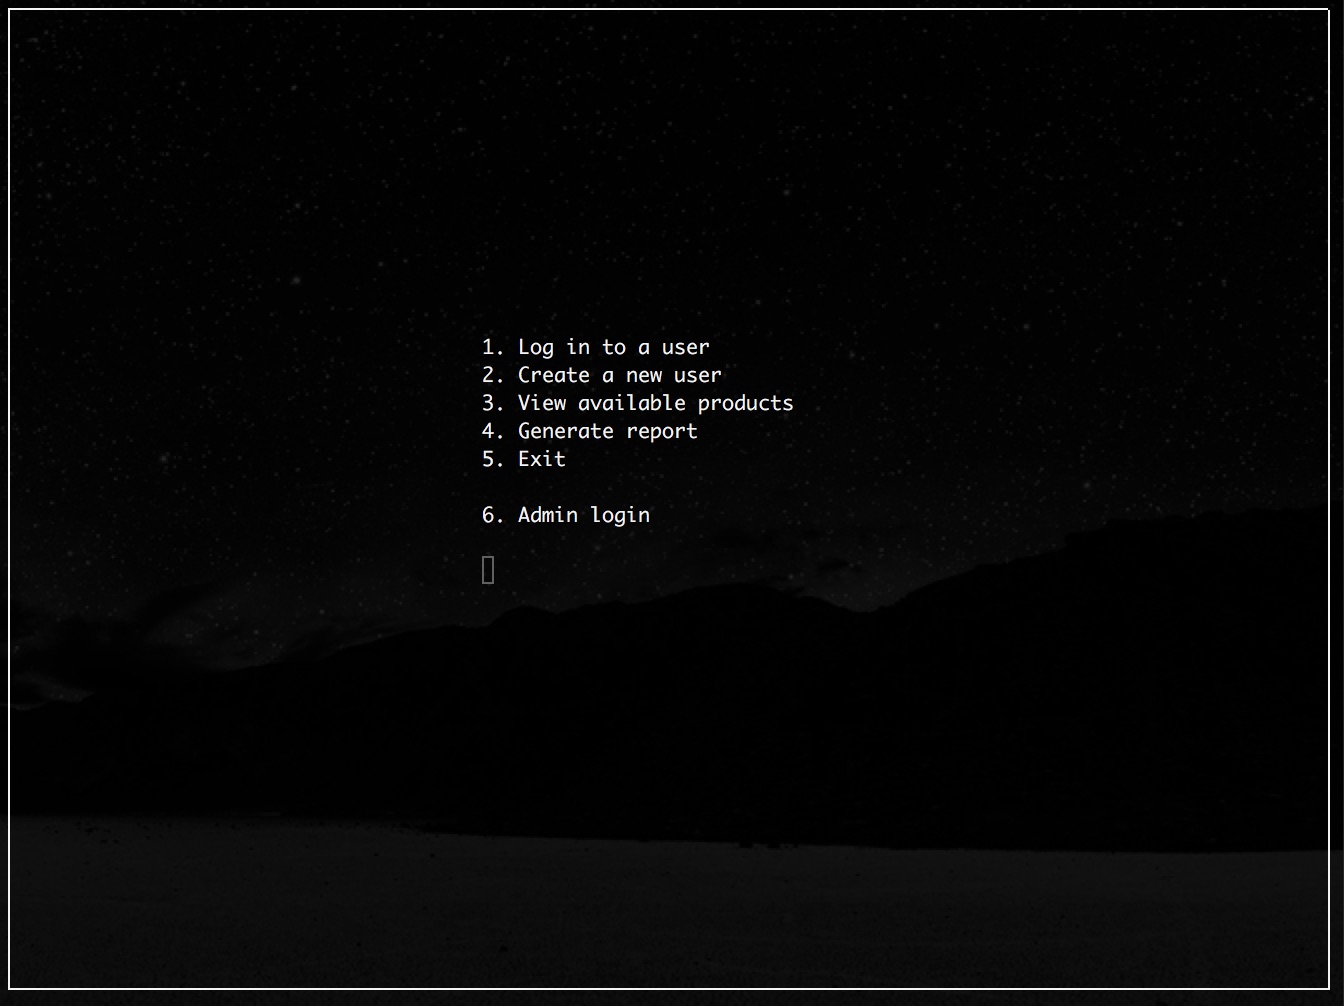 1. Log in to a user
2. Create a new user
3. View available products
4. Generate report
5. Exit
6. Admin login